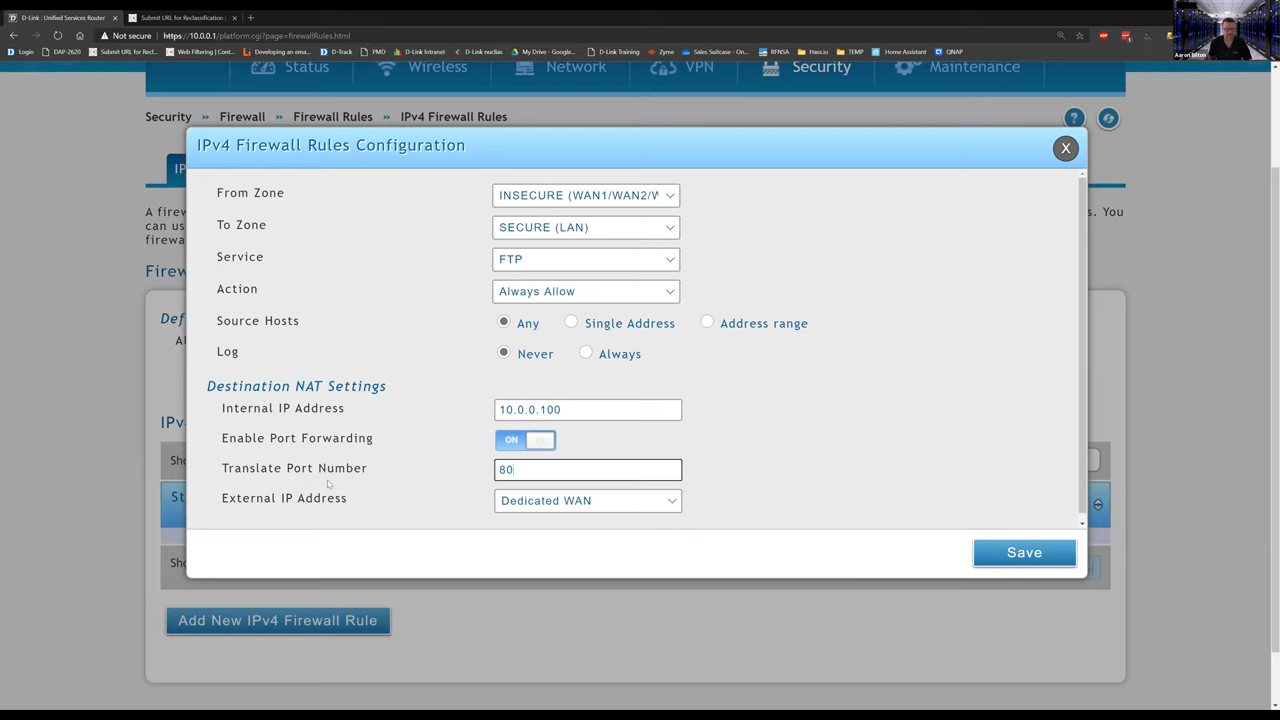 D-Link : Unified Services Router
Submit URL for Reclassification |
Not secure
https://10.0.0.1/platform.cgi?page=firewallRules.html
Login
DAP-2620
Submit URL for Recl...
Web Filtering | Cont...
Developing an ema...
D-Track
PMD
D-Link Intranet
D-Link nuclias
My Drive - Google...
D-Link Training
Zyme
Sales Suitcase - On...
RFNSA
Hass.io
TEMP
Home Assistant
QNAP
Aaron Bilton
Status
Wireless
Network
VPN
Security
Maintenance
Security » Firewall » Firewall Rules » IPv4 Firewall Rules
IPv4 Firewall Rules Configuration
X
IP
A firew
s. You
can us
firewa
From Zone
INSECURE (WAN1/WAN2/W
To Zone
SECURE (LAN)
Service
FTP
Action
Always Allow
Source Hosts
Any
Single Address
Address range
Log
Never
Always
Firew
Def
Al
IPv
Sho
St
Sho
Destination NAT Settings
Internal IP Address
10.0.0.100
Enable Port Forwarding
ON
Translate Port Number
80
External IP Address
Dedicated WAN
Save
Add New IPv4 Firewall Rule